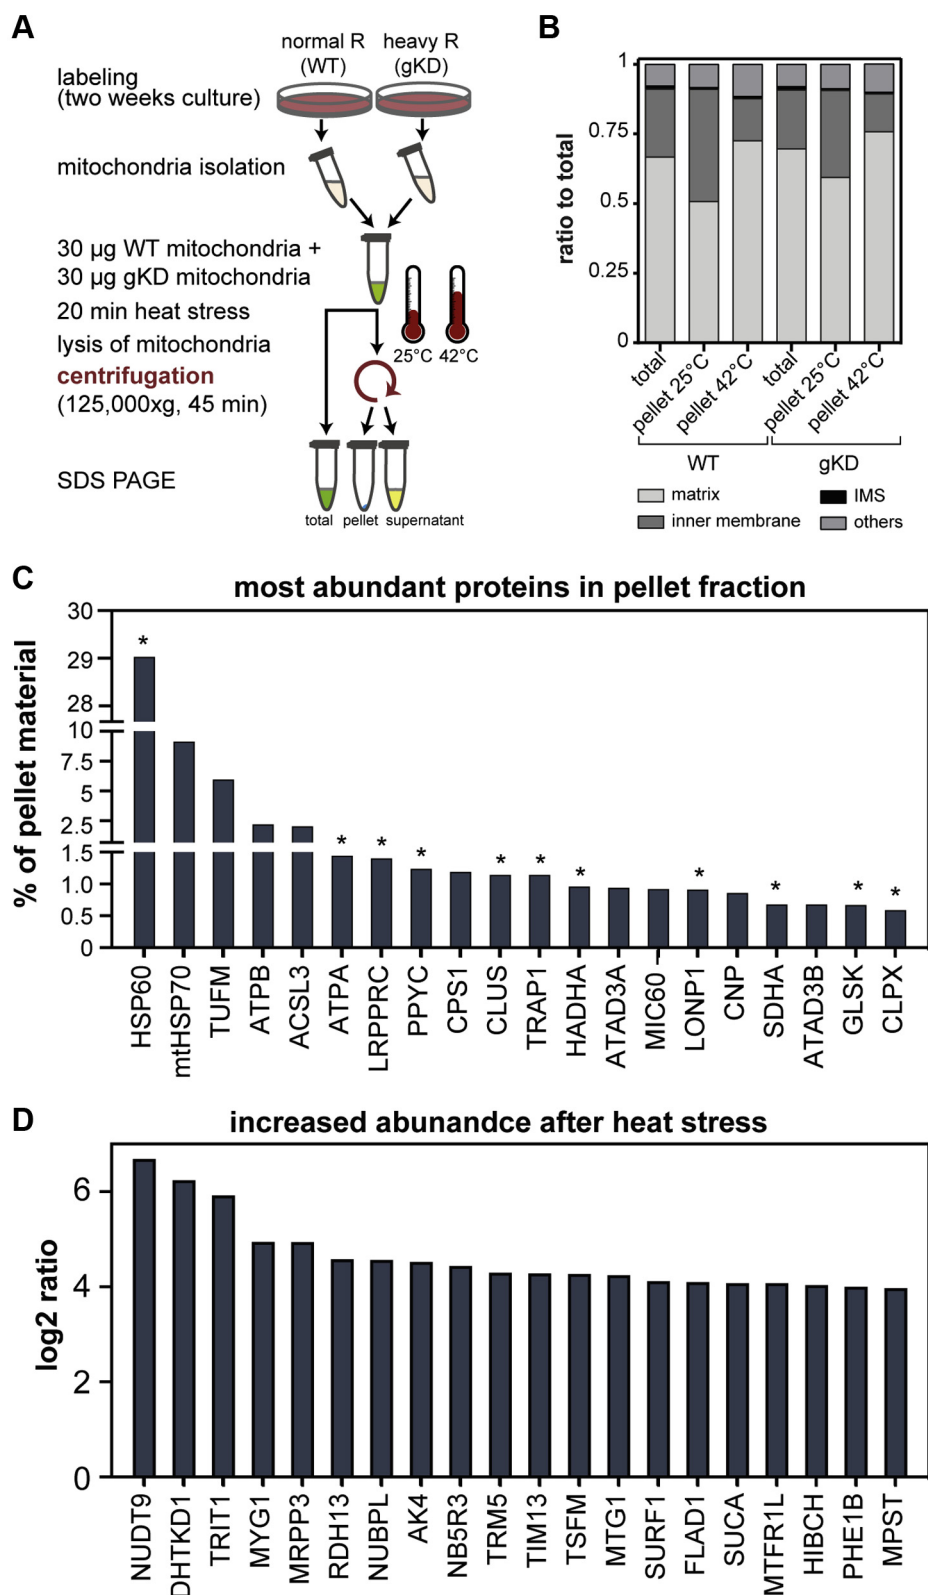 A
normal R
(WT)
heavy R
(gKD)
labeling
(two weeks culture)
mitochondria isolation
30 µg WT mitochondria +
30 µg gKD mitochondria
20 min heat stress
lysis of mitochondria
25°C
42°C
centrifugation
(125,000xg, 45 min)
SDS PAGE
total
pellet
supernatant
B
ratio to total
1
0.75
0.5
0.25
0
total
pellet 25°C
pellet 42°C
total
pellet 25°C
pellet 42°C
WT
gKD
matrix
IMS
inner membrane
others
C
most abundant proteins in pellet fraction
% of pellet material
30
29
28
10
7.5
5
2.5
1.5
1.0
0.5
0
*
*
*
*
*
*
*
*
*
*
*
HSP60
mtHSP70
TUFM
ATPB
ACSL3
ATPA
LRPPRC
PPYC
CPS1
CLUS
TRAP1
HADHA
ATAD3A
MIC60
LONP1
CNP
SDHA
ATAD3B
GLSK
CLPX
D
increased abunandce after heat stress
log2 ratio
6
4
2
0
NUDT9
DHTKD1
TRIT1
MYG1
MRPP3
RDH13
NUBPL
AK4
NB5R3
TRM5
TIM13
TSFM
MTG1
SURF1
FLAD1
SUCA
MTFR1L
HIBCH
PHE1B
MPST